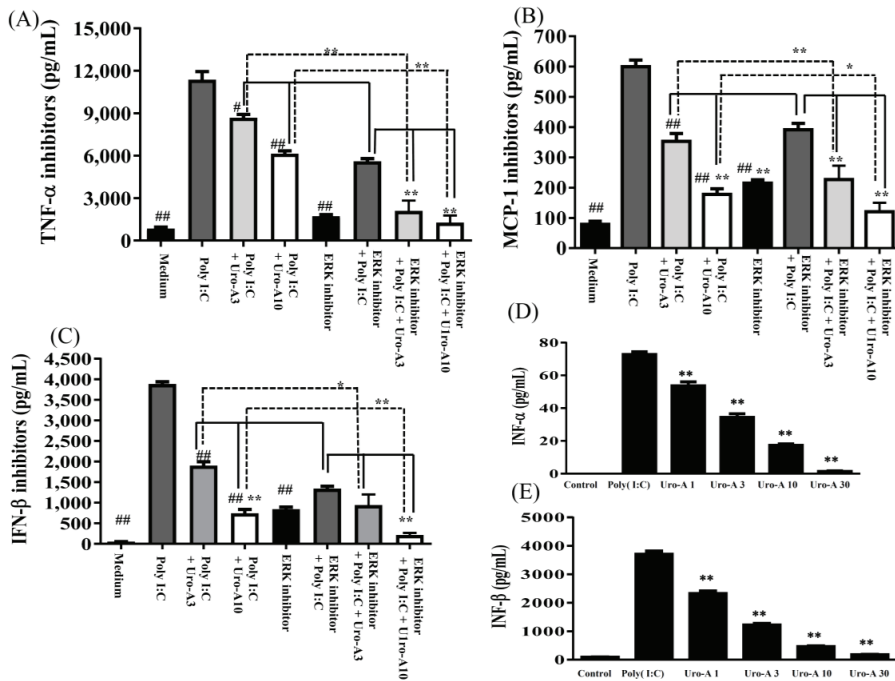 (A)
TNF-α inhibitors (pg/mL)
15,000
12,000
9,000
6,000
3,000
0
##
#
##
##
**
**
**
**
Medium
Poly I:C
Poly I:C
+ Uro-A3
Poly I:C
+ Uro-A10
ERK inhibitor
ERK inhibitor
+ Poly I:C
ERK inhibitor
+ Poly I:C + Uro-A3
ERK inhibitor
+ Poly I:C + U1ro-A10
(B)
MCP-1 inhibitors (pg/mL)
700
600
500
400
300
200
100
0
##
##
## **
## **
**
**
**
*
Medium
Poly I:C
Poly I:C
+ Uro-A3
Poly I:C
+ Uro-A10
ERK inhibitor
ERK inhibitor
+ Poly I:C
ERK inhibitor
+ Poly I:C + Uro-A3
ERK inhibitor
+ Poly I:C + U1ro-A10
(C)
IFN-β inhibitors (pg/mL)
4,500
4,000
3,500
3,000
2,500
2,000
1,500
1,000
500
0
##
##
## **
##
**
*
**
Medium
Poly I:C
Poly I:C
+ Uro-A3
Poly I:C
+ Uro-A10
ERK inhibitor
ERK inhibitor
+ Poly I:C
ERK inhibitor
+ Poly I:C + Uro-A3
ERK inhibitor
+ Poly I:C + U1ro-A10
(D)
INF-α
(pg/mL)
80
60
40
20
0
**
**
**
**
Control Poly( I:C) Uro-A 1 Uro-A 3 Uro-A 10 Uro-A 30
(E)
INF-β
(pg/mL)
4000
3000
2000
1000
0
**
**
**
**
Control Poly( I:C) Uro-A 1 Uro-A 3 Uro-A 10 Uro-A 30